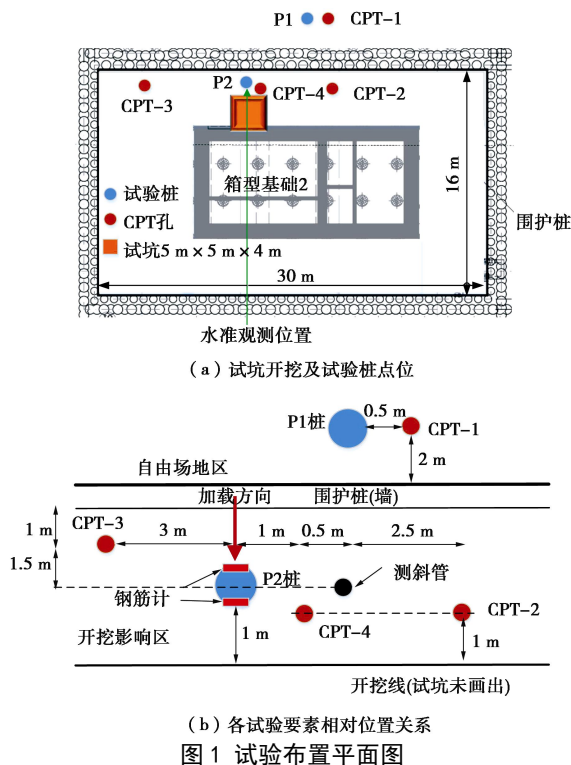 P1 CPT-1
P2
CPT-3
CPT-4
CPT-2
箱型基础2
试验桩
CPT孔
试坑5 m×5 m×4 m
16 m
围护桩
30 m
水准观测位置
(a) 试坑开挖及试验桩点位
P1桩
0.5 m
CPT-1
2 m
自由场地区
加载方向
围护桩(墙)
1 m
CPT-3
3 m
1 m
0.5 m
2.5 m
1.5 m
P2桩
测斜管
钢筋计
CPT-2
CPT-4
开挖影响区
1 m
1 m
开挖线(试坑未画出)
(b) 各试验要素相对位置关系
图1 试验布置平面图